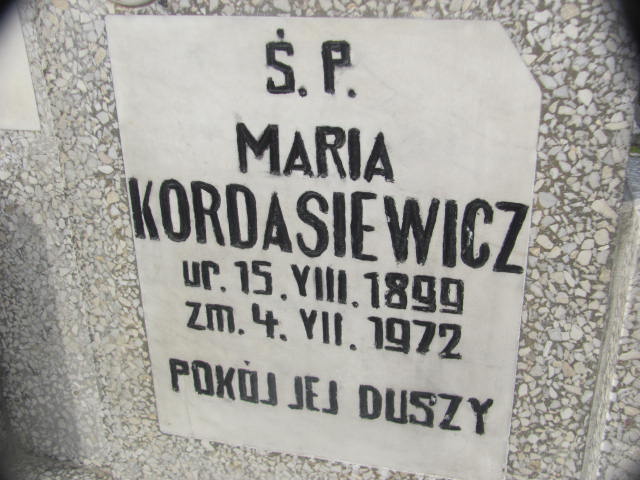 Ś.P.
MARIA
KORDASIEWICZ
ur. 15. VIII. 1899
zm. 4. VII. 1972
POKÓJ JEJ DUSZY